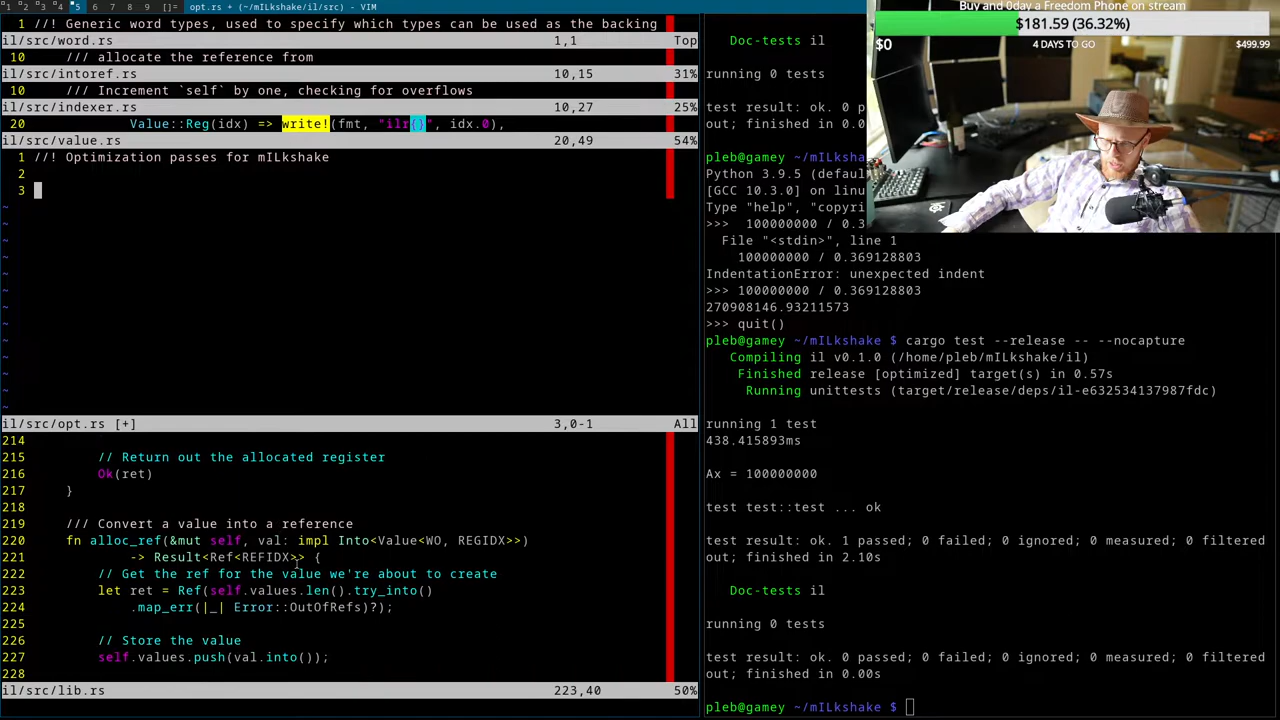 1 2 3 4 5 6 7 8 9 []= opt.rs + (~/mILkshake/il/src) - VIM
1 //! Generic word types, used to specify which types can be used as the backing
il/src/word.rs 1,1 Top
10 /// allocate the reference from
il/src/intoref.rs 10,15 31%
10 /// Increment `self` by one, checking for overflows
il/src/indexer.rs 10,27 25%
20 Value::Reg(idx) => write!(fmt, "ilr{}", idx.0),
il/src/value.rs 20,49 54%
1 //! Optimization passes for mILkshake
2
3
~
~
~
~
~
~
~
~
~
~
~
~
~
il/src/opt.rs [+] 3,0-1 All
214
215 // Return out the allocated register
216 Ok(ret)
217 }
218
219 /// Convert a value into a reference
220 fn alloc_ref(&mut self, val: impl Into<Value<WO, REGIDX>>)
221 -> Result<Ref<REFIDX>> {
222 // Get the ref for the value we're about to create
223 let ret = Ref(self.values.len().try_into()
224 .map_err(|_| Error::OutOfRefs)?);
225
226 // Store the value
227 self.values.push(val.into());
228
il/src/lib.rs 223,40 50%
Doc-tests il
running 0 tests
test result: ok. 0 p
out; finished in 0.0
pleb@gamey ~/mILksha
Python 3.9.5 (defaul
[GCC 10.3.0] on linu
Type "help", "copyri
>>>  100000000 / 0.3
File "<stdin>", line 1
100000000 / 0.369128803
IndentationError: unexpected indent
>>> 100000000 / 0.369128803
270908146.93211573
>>> quit()
pleb@gamey ~/mILkshake $ cargo test --release -- --nocapture
Compiling il v0.1.0 (/home/pleb/mILkshake/il)
Finished release [optimized] target(s) in 0.57s
Running unittests (target/release/deps/il-e632534137987fdc)
running 1 test
438.415893ms
Ax = 100000000
test test::test ... ok
test result: ok. 1 passed; 0 failed; 0 ignored; 0 measured; 0 filtered
out; finished in 2.10s
Doc-tests il
running 0 tests
test result: ok. 0 passed; 0 failed; 0 ignored; 0 measured; 0 filtered
out; finished in 0.00s
pleb@gamey ~/mILkshake $
Buy and 0day a Freedom Phone on stream
$181.59 (36.32%)
$0 4 DAYS TO GO $499.99